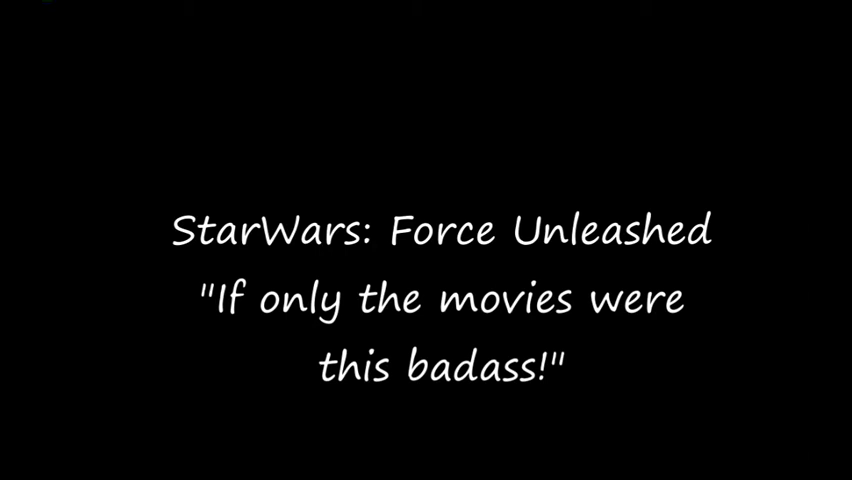 StarWars: Force Unleashed
"If only the movies were
this badass!"